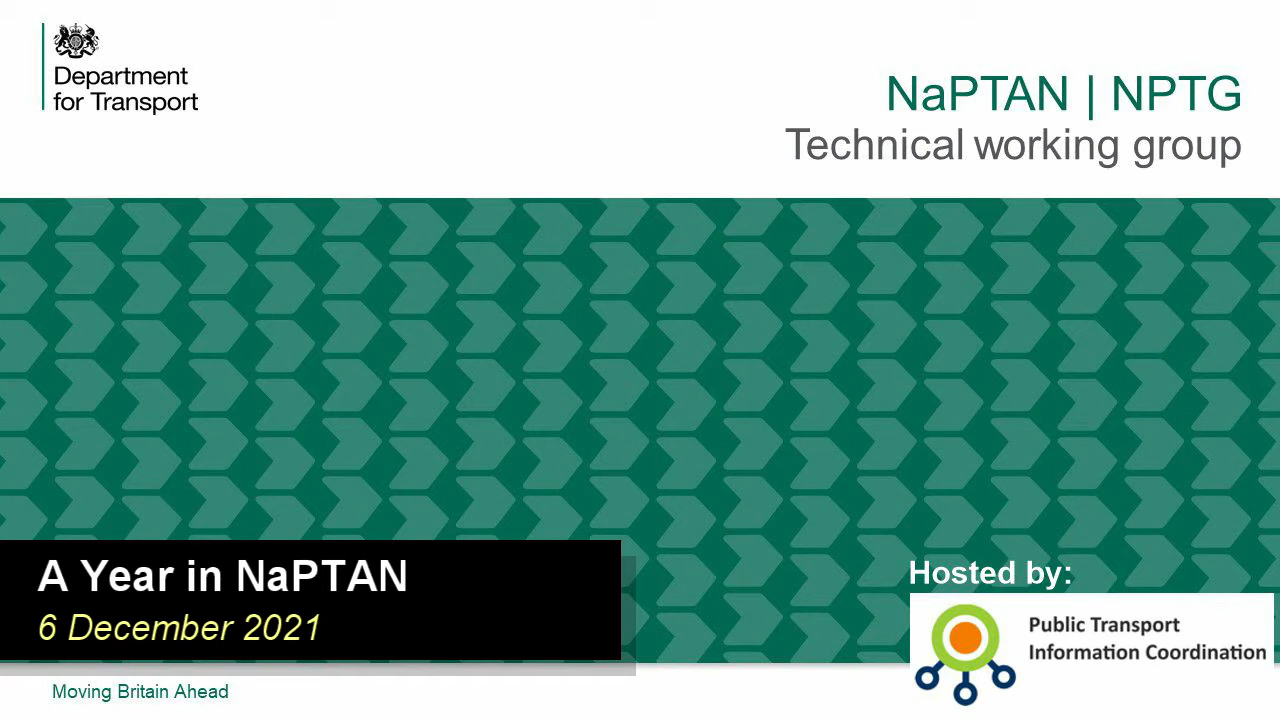 Department
for Transport
NaPTAN | NPTG
Technical working group
A Year in NaPTAN
6 December 2021
Hosted by:
Public Transport
Information Coordination
Moving Britain Ahead